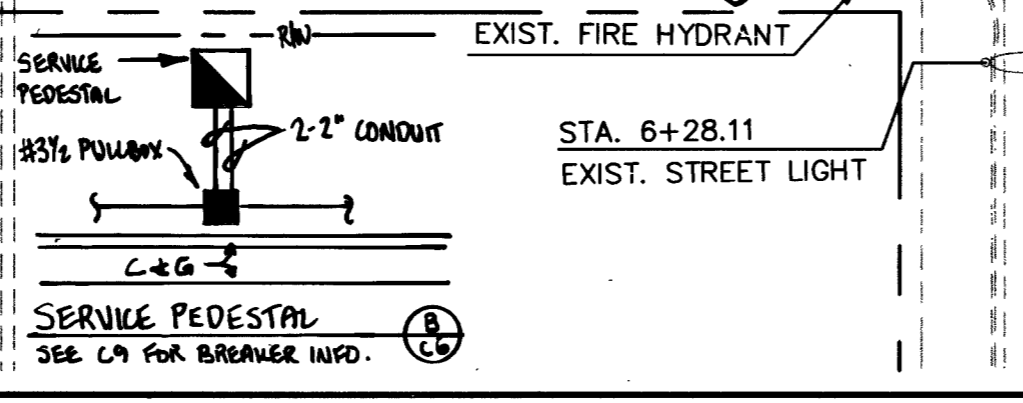 R/W
EXIST. FIRE HYDRANT
SERVICE
PEDESTAL
2-2" CONDUIT
#3½ PULLBOX
STA. 6+28.11
EXIST. STREET LIGHT
C & G
SERVICE PEDESTAL
SEE C9 FOR BREAKER INFO.
B
C6